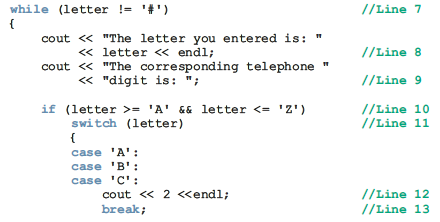 while (letter != '#') //Line 7
{
cout << "The letter you entered is: "
<< letter << endl; //Line 8
cout << "The corresponding telephone "
<< "digit is: "; //Line 9
if (letter >= 'A' && letter <= 'Z') //Line 10
switch (letter) //Line 11
{
case 'A':
case 'B':
case 'C':
cout << 2 <<endl; //Line 12
break; //Line 13